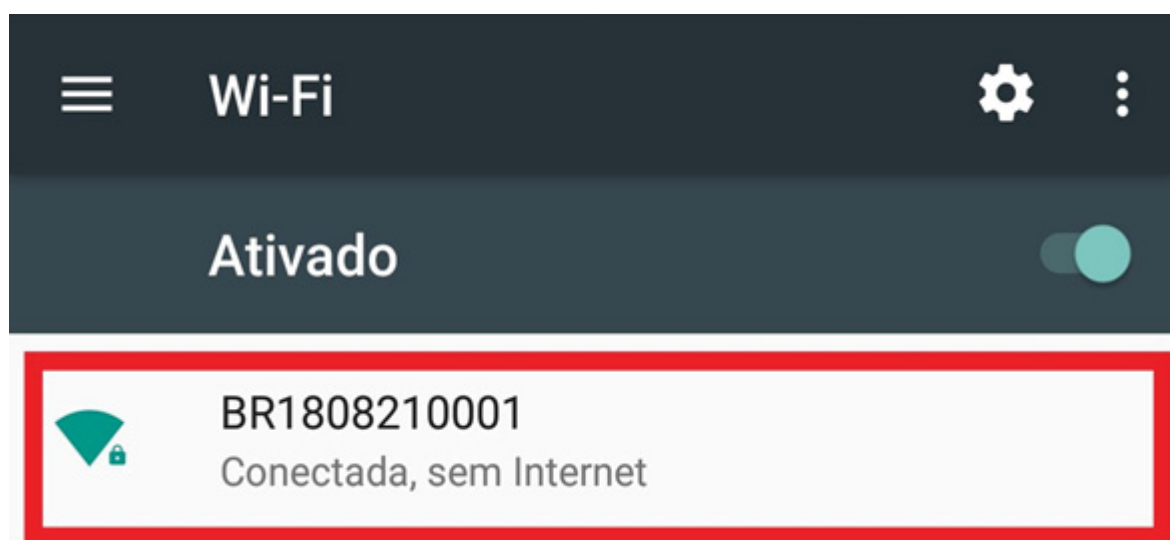 Wi-Fi
Ativado
BR1808210001
Conectada, sem Internet